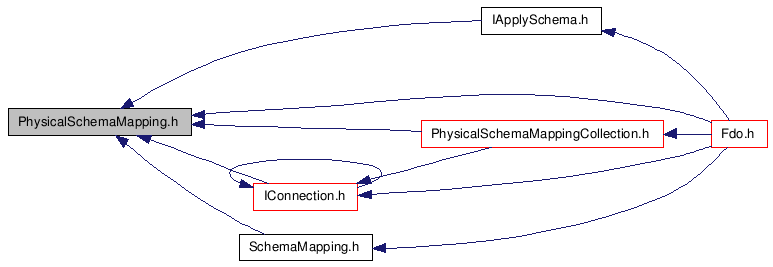 IApplySchema.h
PhysicalSchemaMapping.h
PhysicalSchemaMappingCollection.h
Fdo.h
IConnection.h
SchemaMapping.h